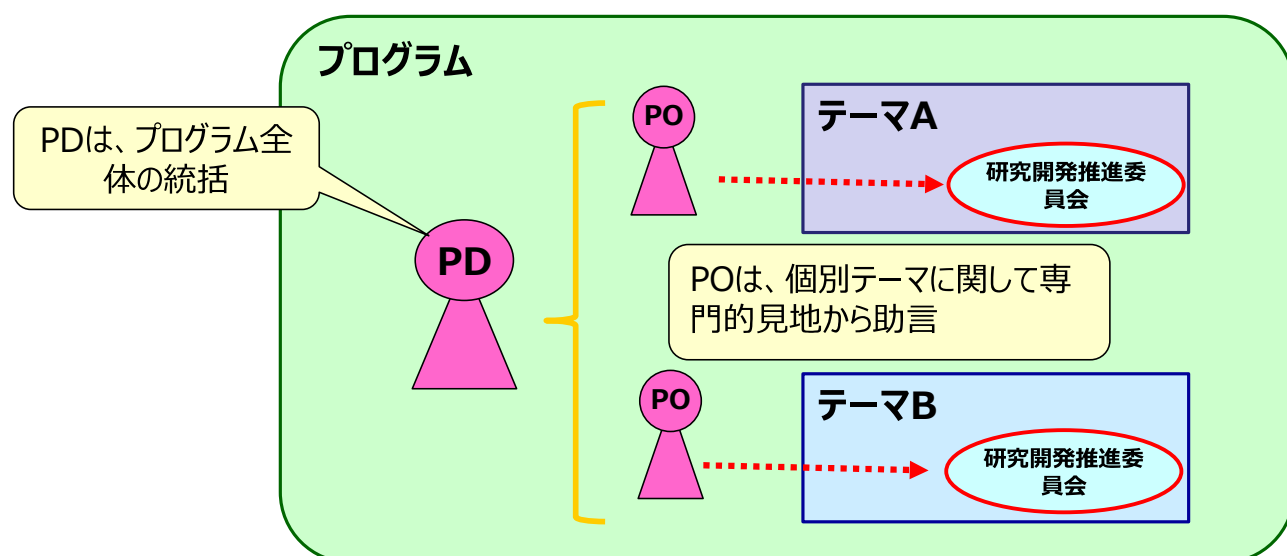 プログラム
PDは、プログラム全
体の統括
PD
PO
テーマA
研究開発推進委
員会
POは、個別テーマに関して専
門的見地から助言
PO
テーマB
研究開発推進委
員会